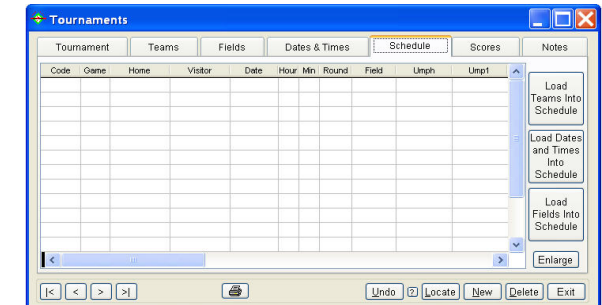 Tournaments
Tournament Teams Fields Dates & Times Schedule Scores Notes
Code Game Home Visitor Date Hour Min Round Field Umph Ump1
Load
Teams Into
Schedule
Load Dates
and Times
Into
Schedule
Load
Fields Into
Schedule
Enlarge
|< < > >| Undo ? Locate New Delete Exit